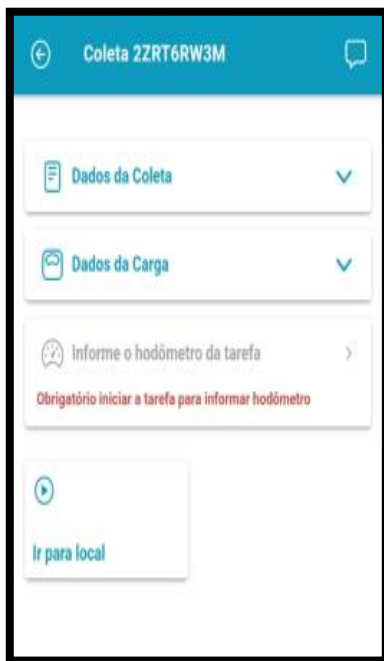 Coleta 2ZRT6RW3M
Dados da Coleta
Dados da Carga
Informe o hodômetro da tarefa
Obrigatório iniciar a tarefa para informar hodômetro
Ir para local